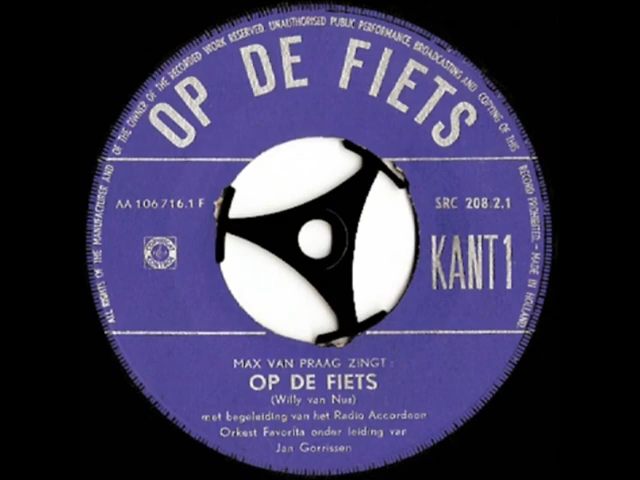 ALL RIGHTS OF THE MANUFACTURER AND OF THE OWNER OF THE RECORDED WORK RESERVED. UNAUTHORISED PUBLIC PERFORMANCE, BROADCASTING AND COPYING OF THIS RECORD PROHIBITED - MADE IN HOLLAND
OP DE FIETS
AA 106716.1 F
SRC 208.2.1
KANT 1
MAX VAN PRAAG ZINGT:
OP DE FIETS
(Willy van Nus)
met begeleiding van het Radio Accordeon
Orkest Favorita onder leiding van
Jan Gorrissen